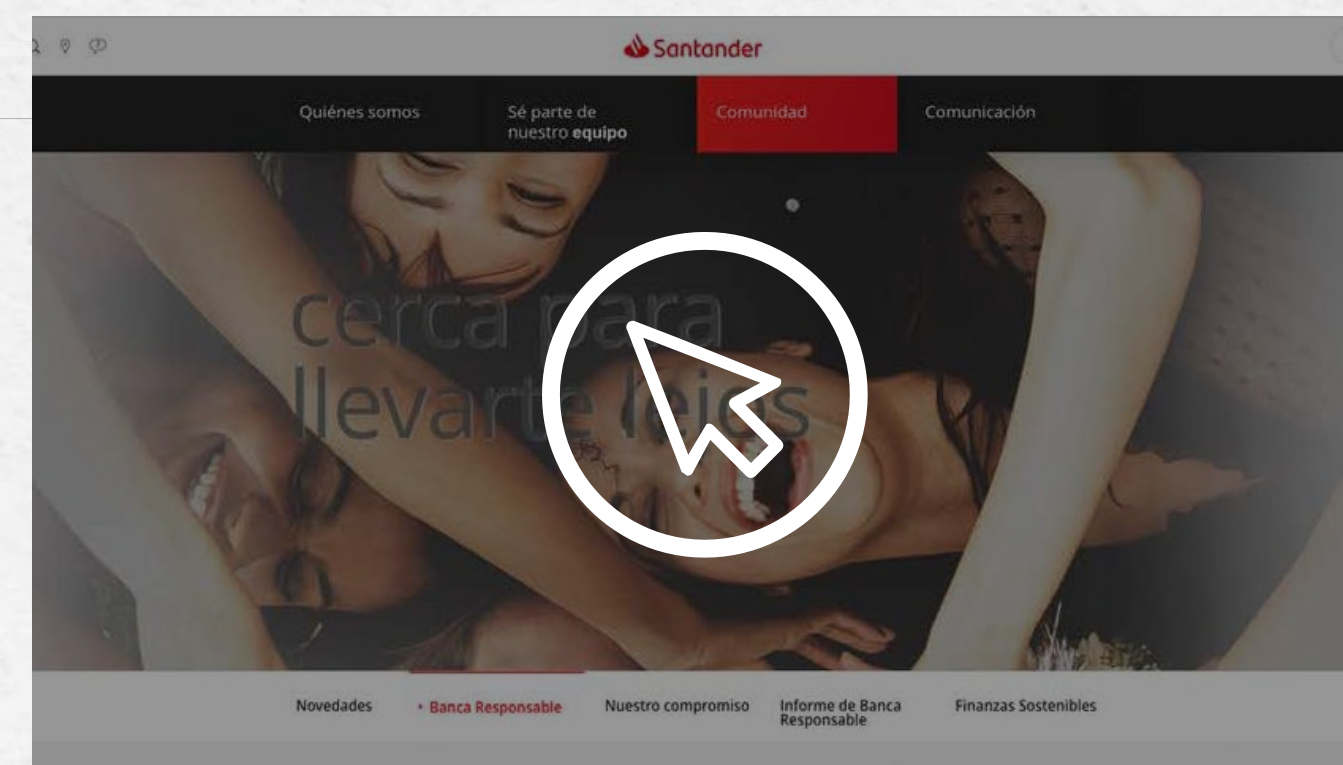 Santander
Quiénes somos
Sé parte de
nuestro equipo
Comunidad
Comunicación
cerca para
llevarte lejos
Novedades
• Banca Responsable
Nuestro compromiso
Informe de Banca
Responsable
Finanzas Sostenibles